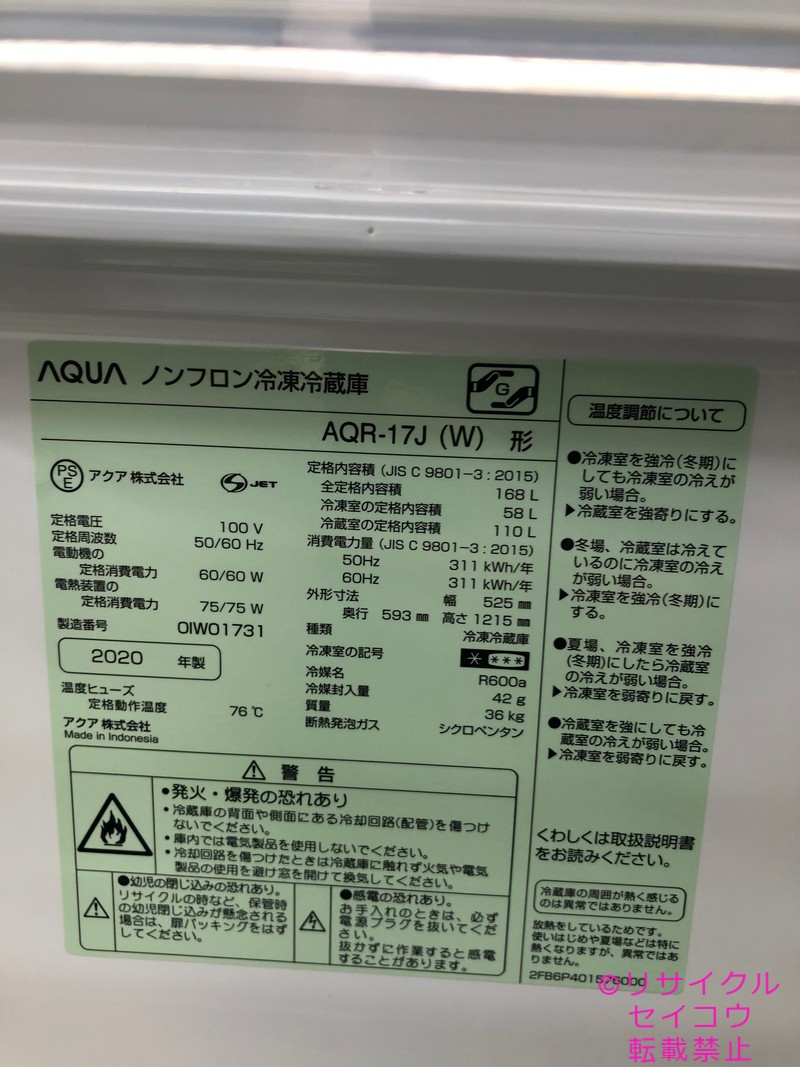 AQUA ノンフロン冷凍冷蔵庫
G
AQR-17J (W) 形
PS
E
アクア 株式会社
JET
定格電圧 100 V
定格周波数 50/60 Hz
電動機の
定格消費電力 60/60 W
電熱装置の
定格消費電力 75/75 W
製造番号 OIW01731
2020 年製
温度ヒューズ
定格動作温度 76 ℃
アクア 株式会社
Made in Indonesia
定格内容積 (JIS C 9801-3 : 2015)
全定格内容積 168 L
冷凍室の定格内容積 58 L
冷蔵室の定格内容積 110 L
消費電力量 (JIS C 9801-3 : 2015)
50Hz 311 kWh/年
60Hz 311 kWh/年
外形寸法 幅 525 ㎜
奥行 593 ㎜ 高さ 1215 ㎜
種類 冷凍冷蔵庫
冷凍室の記号
冷媒名 R600a
冷媒封入量 42 g
質量 36 kg
断熱発泡ガス シクロペンタン
⚠ 警告
●発火・爆発の恐れあり
・冷蔵庫の背面や側面にある冷却回路(配管)を傷つけ
ないでください。
・庫内では電気製品を使用しないでください。
・冷却回路を傷つけたときは冷蔵庫に触れず火気や電気
製品の使用を避け窓を開けて換気してください。
●幼児の閉じ込みの恐れあり。
リサイクルの時など、保管時
の幼児閉じ込みが懸念される
場合は、扉パッキングをはず
してください。
●感電の恐れあり。
お手入れのときは、必ず
電源プラグを抜いてくだ
さい。
抜かずに作業すると感電
することがあります。
温度調節について
●冷凍室を強冷(冬期)に
しても冷凍室の冷えが
弱い場合。
▶冷蔵室を強寄りにする。
●冬場、冷蔵室は冷えて
いるのに冷凍室の冷え
が弱い場合。
▶冷凍室を強冷(冬期)に
する。
●夏場、冷凍室を強冷
(冬期)にしたら冷蔵室
の冷えが弱い場合。
▶冷凍室を弱寄りに戻す。
●冷蔵室を強にしても冷
蔵室の冷えが弱い場合。
▶冷凍室を弱寄りに戻す。
くわしくは取扱説明書
をお読みください。
冷蔵庫の周囲が熱く感じる
のは異常ではありません。
放熱をしているためです。
使いはじめや夏場などは特に
熱くなりますが、異常ではあ
りません。
2FB6P401576000
©リサイクル
セイコウ
転載禁止